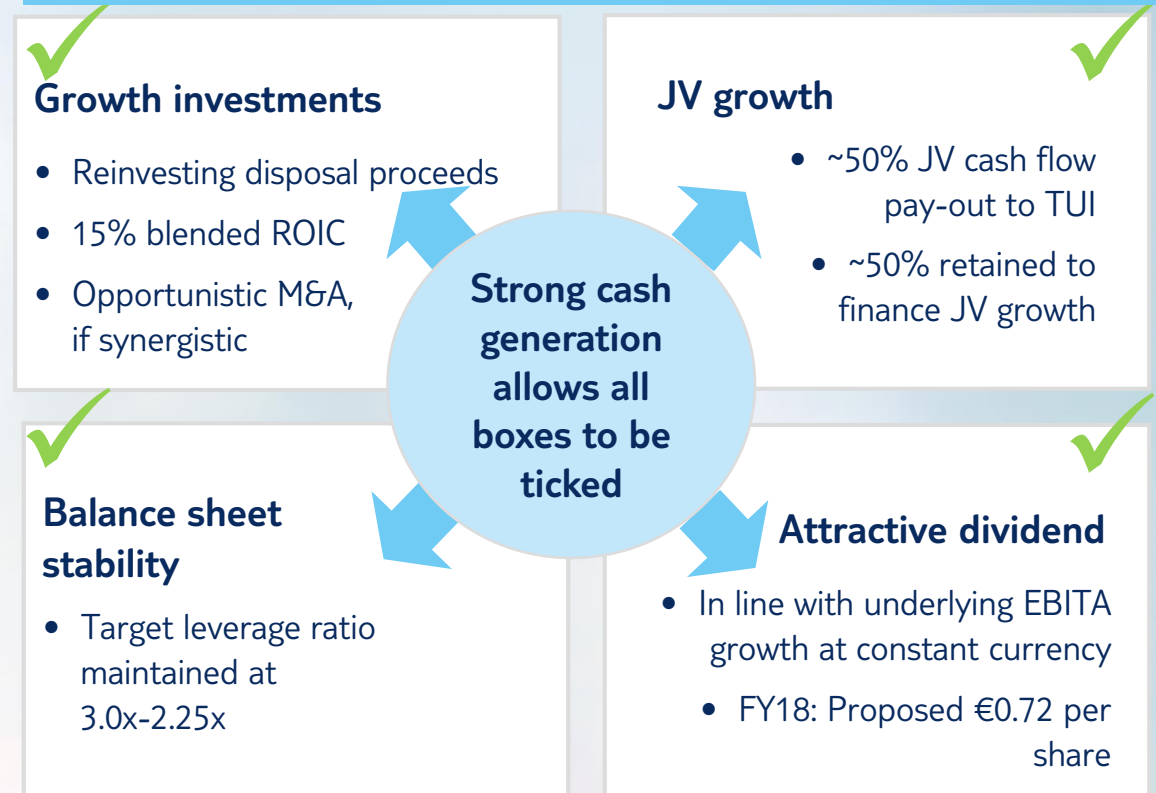 Growth investments
• Reinvesting disposal proceeds
• 15% blended ROIC
• Opportunistic M&A,
if synergistic
JV growth
• ~50% JV cash flow
pay-out to TUI
• ~50% retained to
finance JV growth
Strong cash
generation
allows all
boxes to be
ticked
Balance sheet
stability
• Target leverage ratio
maintained at
3.0x-2.25x
Attractive dividend
• In line with underlying EBITA
growth at constant currency
• FY18: Proposed €0.72 per
share